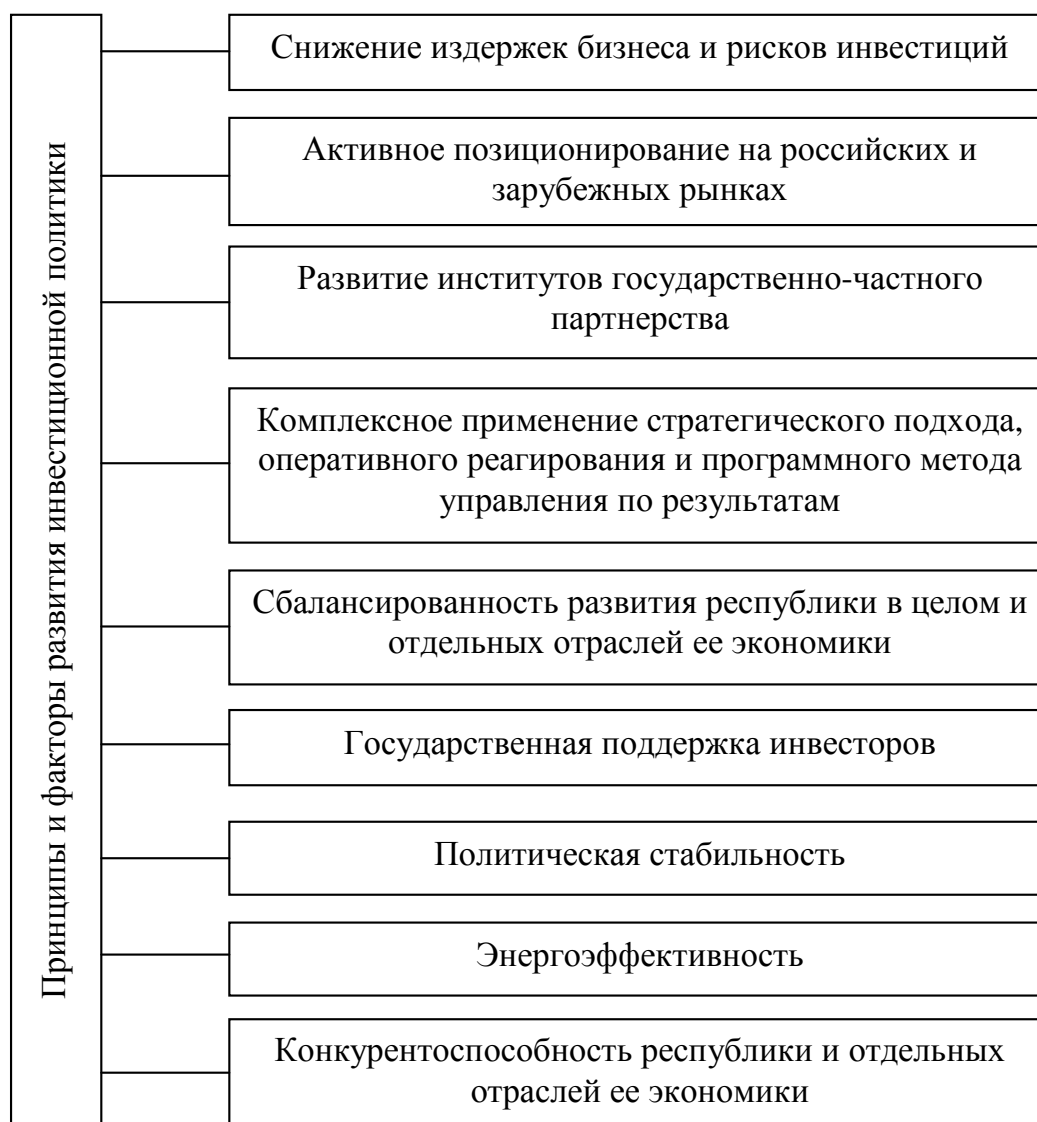 Принципы и факторы развития инвестиционной политики
Снижение издержек бизнеса и рисков инвестиций
Активное позиционирование на российских и
зарубежных рынках
Развитие институтов государственно-частного
партнерства
Комплексное применение стратегического подхода,
оперативного реагирования и программного метода
управления по результатам
Сбалансированность развития республики в целом и
отдельных отраслей ее экономики
Государственная поддержка инвесторов
Политическая стабильность
Энергоэффективность
Конкурентоспособность республики и отдельных
отраслей ее экономики